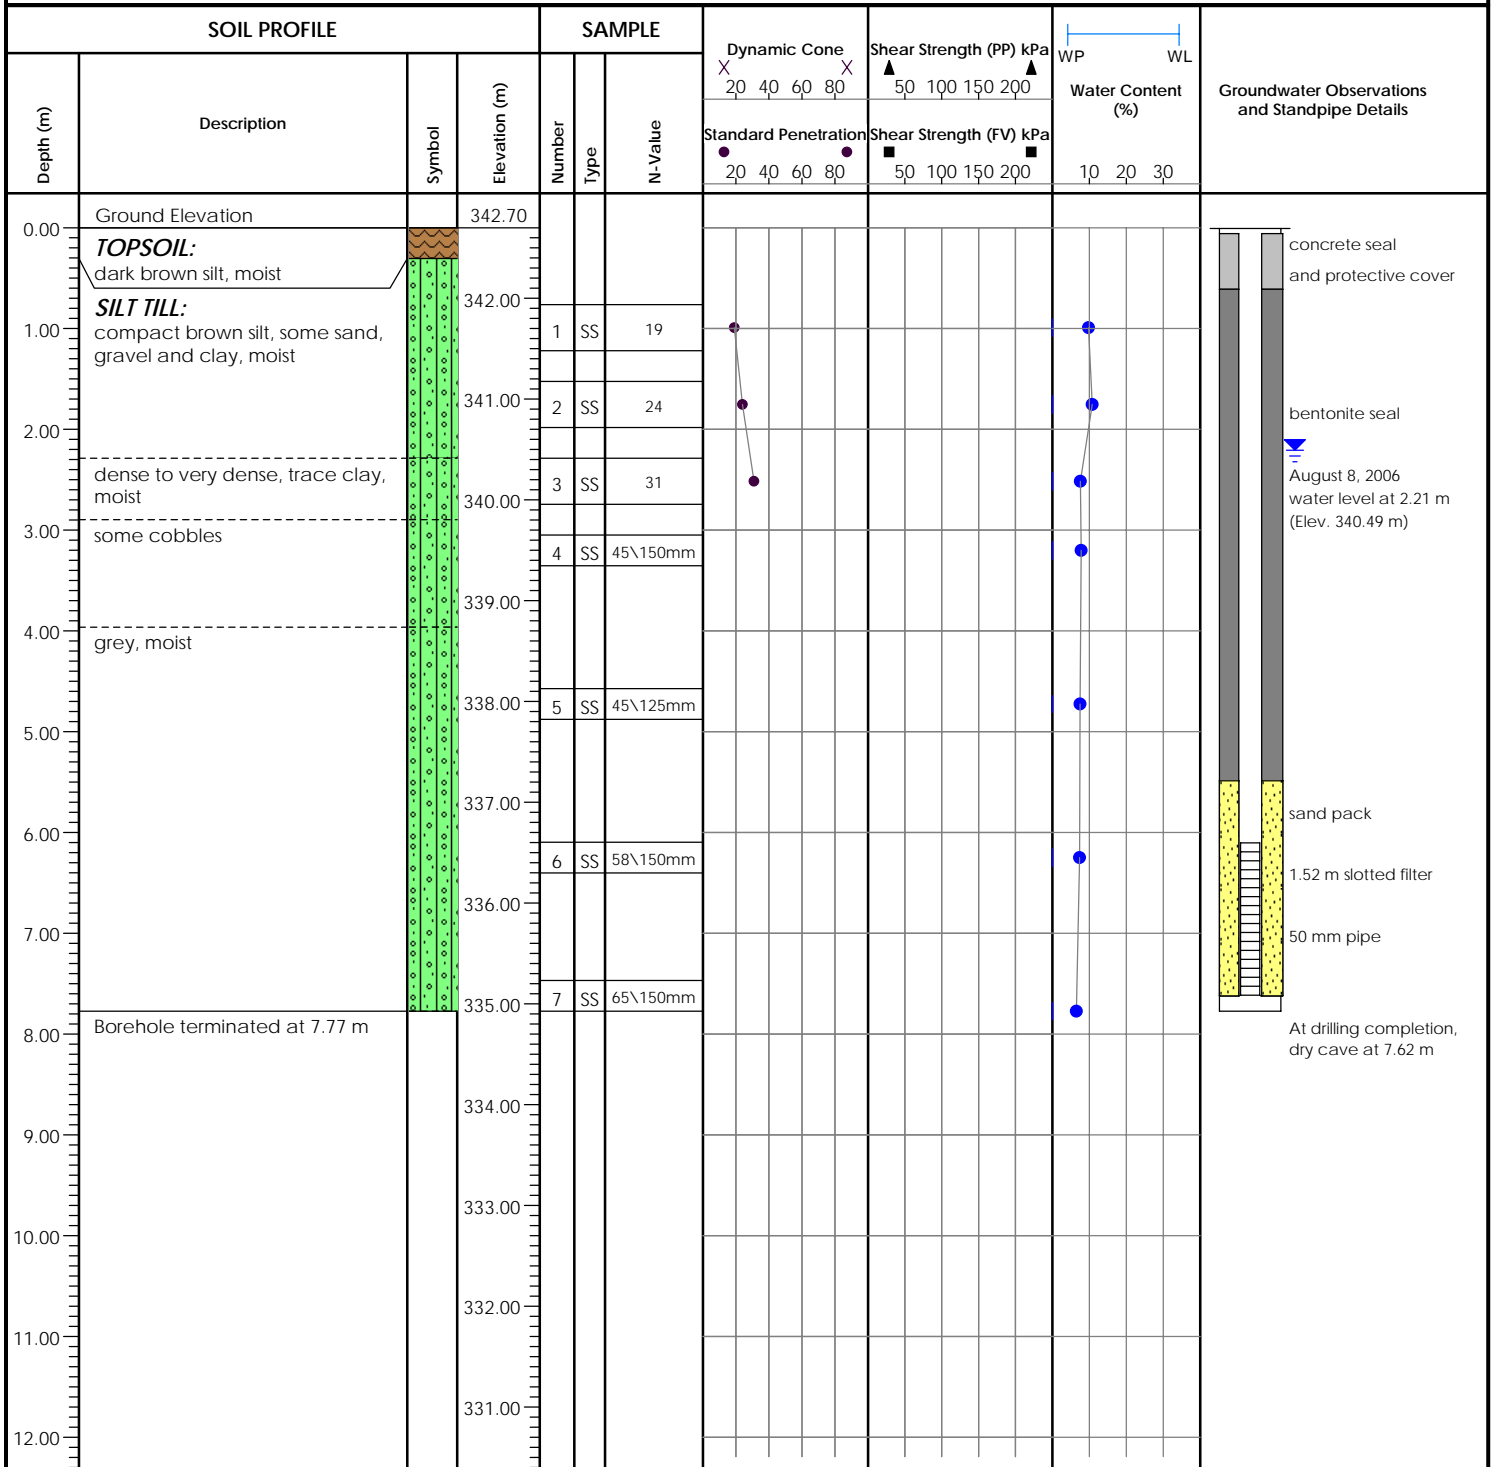 SOIL PROFILE
SAMPLE
Depth (m)
Description
Symbol
Elevation (m)
Number
Type
N-Value
Dynamic Cone
20 40 60 80
Standard Penetration
20 40 60 80
Shear Strength (PP) kPa
50 100 150 200
Shear Strength (FV) kPa
50 100 150 200
WP WL
Water Content
(%)
10 20 30
Groundwater Observations
and Standpipe Details
Ground Elevation 342.70
0.00
TOPSOIL:
dark brown silt, moist
SILT TILL:
compact brown silt, some sand,
gravel and clay, moist
dense to very dense, trace clay,
moist
some cobbles
grey, moist
Borehole terminated at 7.77 m
1.00
2.00
3.00
4.00
5.00
6.00
7.00
8.00
9.00
10.00
11.00
12.00
342.00
341.00
340.00
339.00
338.00
337.00
336.00
335.00
334.00
333.00
332.00
331.00
1 SS 19
2 SS 24
3 SS 31
4 SS 45\150mm
5 SS 45\125mm
6 SS 58\150mm
7 SS 65\150mm
concrete seal
and protective cover
bentonite seal
August 8, 2006
water level at 2.21 m
(Elev. 340.49 m)
sand pack
1.52 m slotted filter
50 mm pipe
At drilling completion,
dry cave at 7.62 m